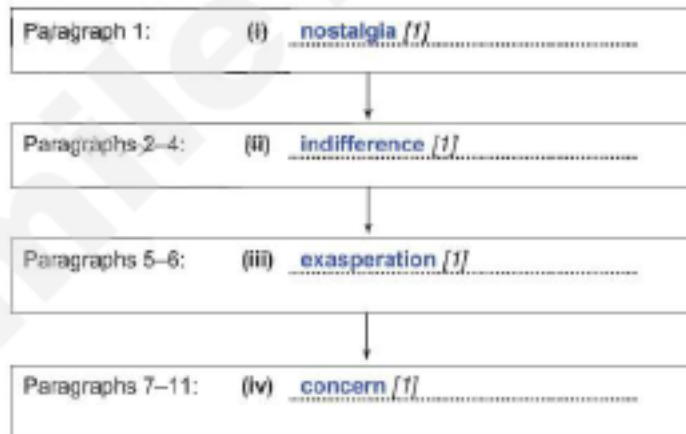 Paragraph 1: (i) nostalgia [1]
Paragraphs 2–4: (ii) indifference [1]
Paragraphs 5–6: (iii) exasperation [1]
Paragraphs 7–11: (iv) concern [1]